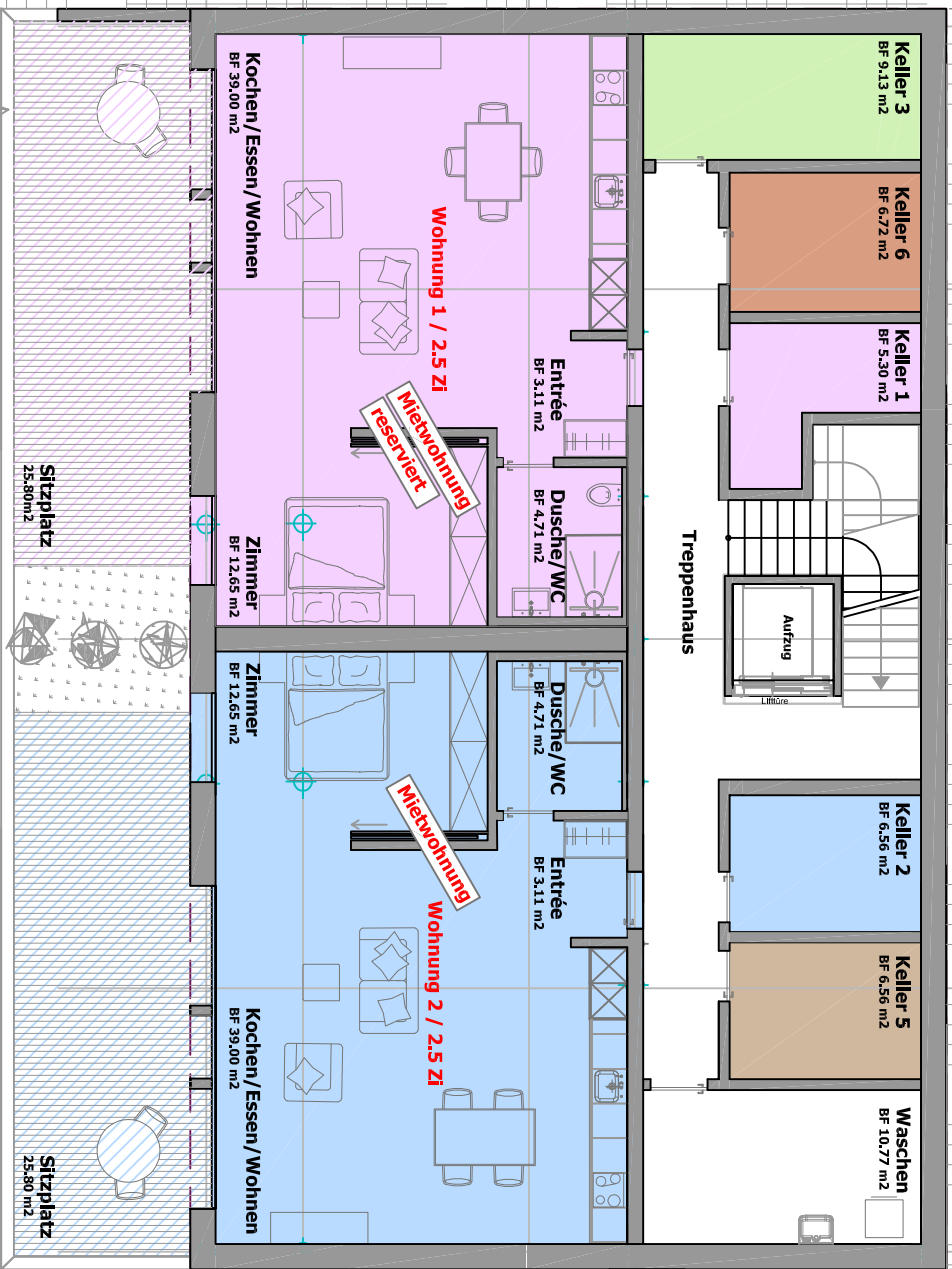 Keller 3
BF 9.13 m2
Keller 6
BF 6.72 m2
Keller 1
BF 5.30 m2
Aufzug
Lifttüre
Keller 2
BF 6.56 m2
Keller 5
BF 6.56 m2
Waschen
BF 10.77 m2
Treppenhaus
Entrée
BF 3.11 m2
Dusche/WC
BF 4.71 m2
Dusche/WC
BF 4.71 m2
Entrée
BF 3.11 m2
Wohnung 1 / 2.5 Zi
Mietwohnung
reserviert
Mietwohnung
Wohnung 2 / 2.5 Zi
Kochen/Essen/Wohnen
BF 39.00 m2
Zimmer
BF 12.65 m2
Zimmer
BF 12.65 m2
Kochen/Essen/Wohnen
BF 39.00 m2
Sitzplatz
25.80m2
Sitzplatz
25.80 m2